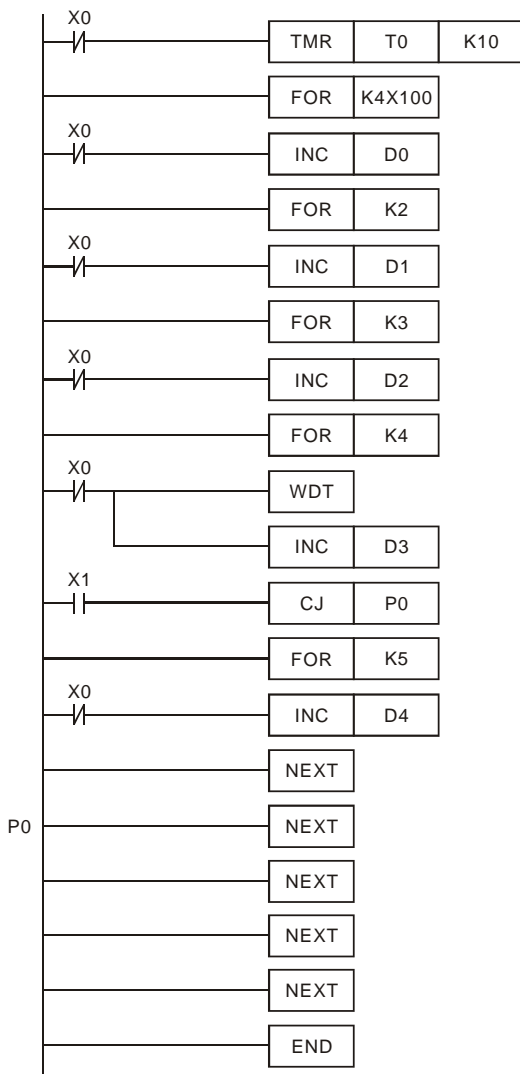 X0
TMR T0 K10
FOR K4X100
X0
INC D0
FOR K2
X0
INC D1
FOR K3
X0
INC D2
FOR K4
X0
WDT
INC D3
X1
CJ P0
FOR K5
X0
INC D4
NEXT
P0 NEXT
NEXT
NEXT
NEXT
END